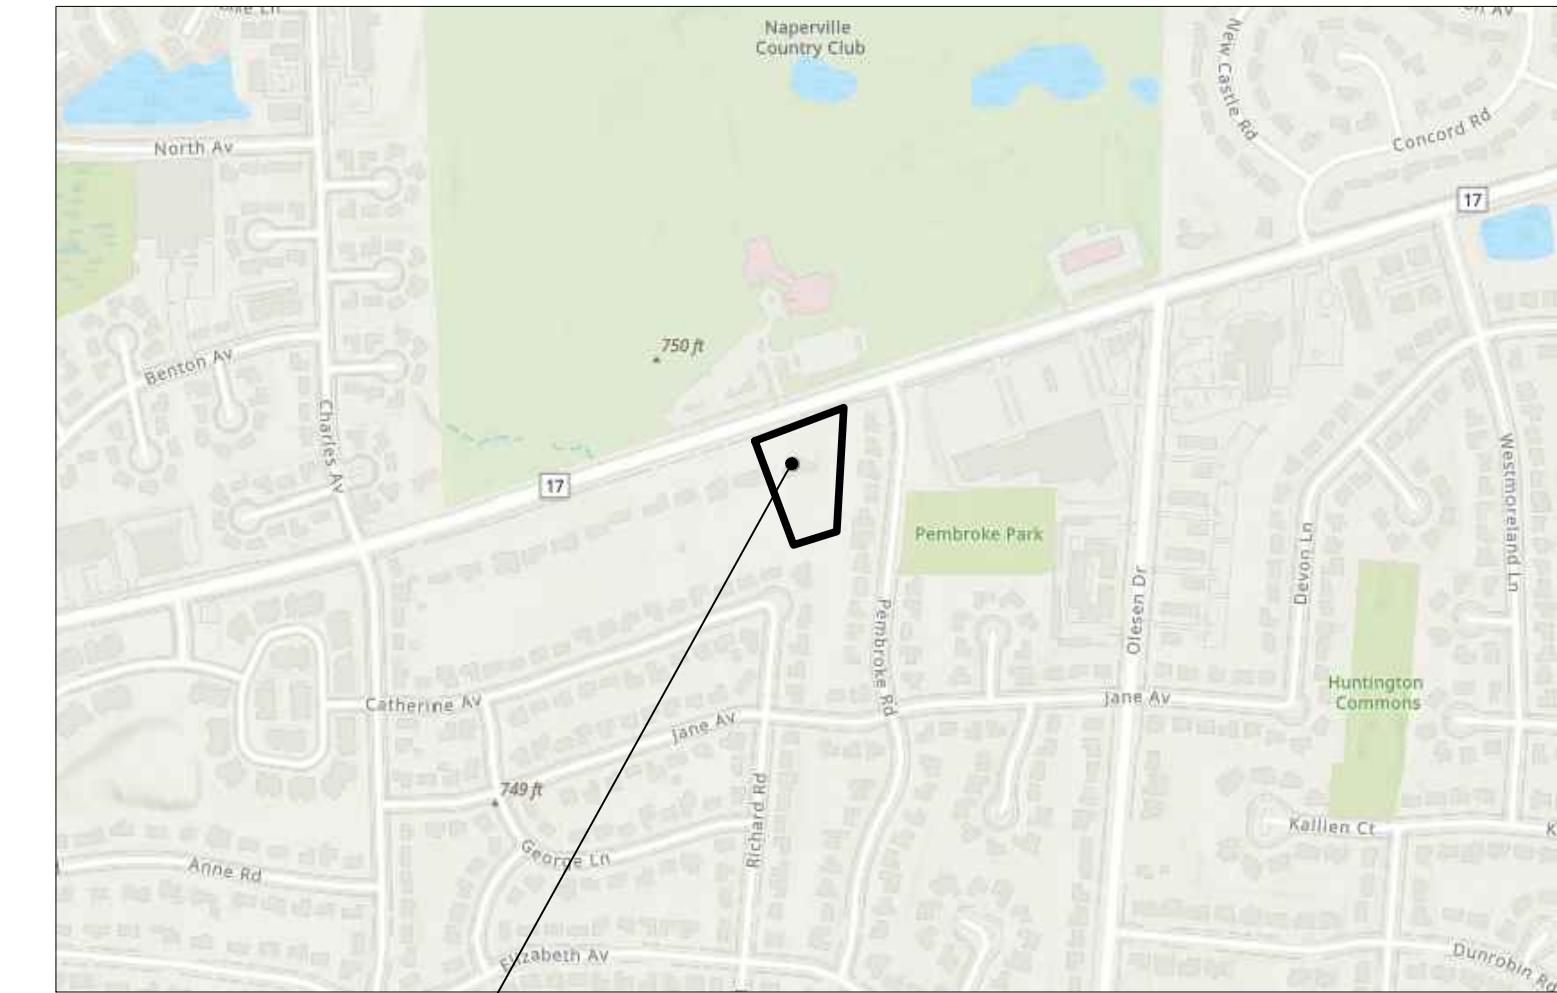 Naperville
Country Club
New Castle Rd
North Av
Concord Rd
17
750 ft
Benton Av
Charles Av
17
Westmoreland Ln
Pembroke Park
Devon Ln
Olesen Dr
Pembroke Rd
Huntington
Commons
Catherine Av
Jane Av
Jane Av
749 ft
Richard Rd
Kallien Ct
George Ln
Anne Rd
Elizabeth Av
Dunrobin Rd